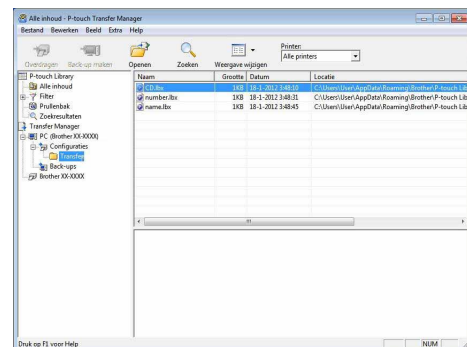 Alle inhoud - P-touch Transfer Manager
Bestand Bewerken Beeld Extra Help
Overdragen Back-up maken Openen Zoeken Weergave wijzigen
Printer:
Alle printers
P-touch Library
Alle inhoud
Filter
Prullenbak
Zoekresultaten
Transfer Manager
PC (Brother XX-XXXX)
Configuraties
Transfer
Back-ups
Brother XX-XXXX
Naam Grootte Datum Locatie
CD.lbx 1KB 18-1-2012 3:48:10 C:\Users\User\AppData\Roaming\Brother\P-touch Lib
number.lbx 1KB 18-1-2012 3:48:31 C:\Users\User\AppData\Roaming\Brother\P-touch Lib
name.lbx 1KB 18-1-2012 3:48:45 C:\Users\User\AppData\Roaming\Brother\P-touch Lib
Druk op F1 voor Help NUM